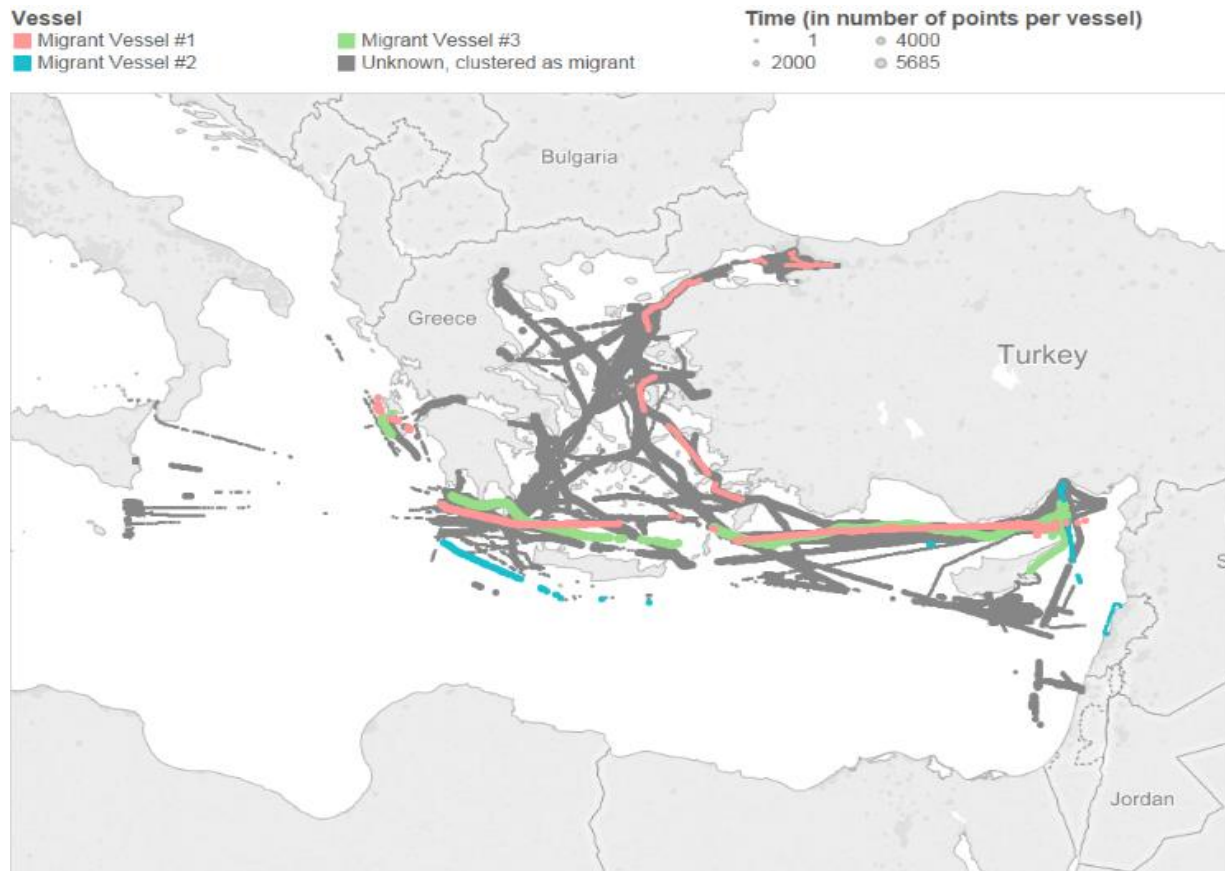 Vessel
Migrant Vessel #1
Migrant Vessel #2
Migrant Vessel #3
Unknown, clustered as migrant
Time (in number of points per vessel)
1
2000
4000
5685
Bulgaria
Greece
Turkey
S
Jordan